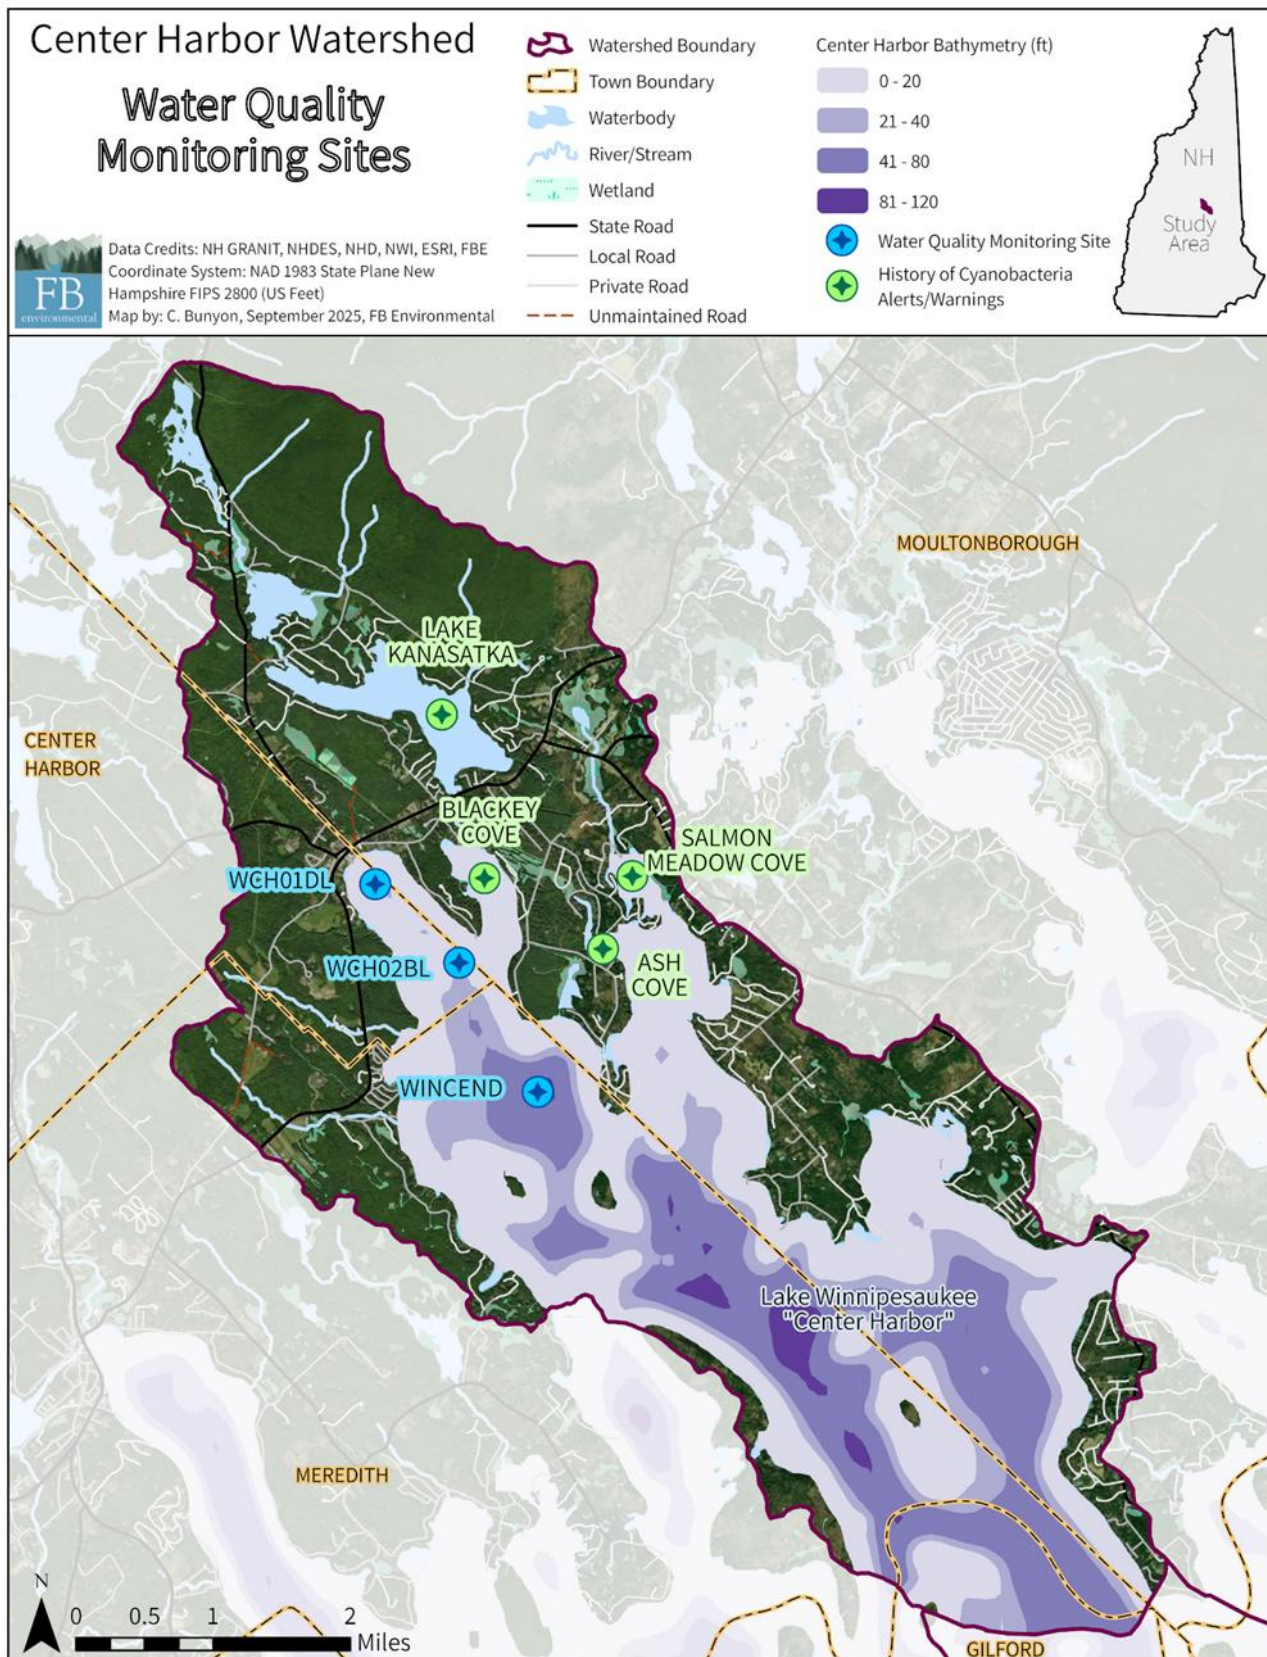 Center Harbor Watershed
Water Quality
Monitoring Sites
FB
environmental
Data Credits: NH GRANIT, NHDES, NHD, NWI, ESRI, FBE
Coordinate System: NAD 1983 State Plane New
Hampshire FIPS 2800 (US Feet)
Map by: C. Bunyon, September 2025, FB Environmental
Watershed Boundary
Town Boundary
Waterbody
River/Stream
Wetland
State Road
Local Road
Private Road
Unmaintained Road
Center Harbor Bathymetry (ft)
0 - 20
21 - 40
41 - 80
81 - 120
Water Quality Monitoring Site
History of Cyanobacteria
Alerts/Warnings
NH
Study
Area
MOULTONBOROUGH
LAKE
KANASATKA
CENTER
HARBOR
BLACKEY
COVE
SALMON
MEADOW COVE
WCH01DL
WCH02BL
ASH
COVE
WINCEND
Lake Winnipesaukee
"Center Harbor"
MEREDITH
GILFORD
N
0 0.5 1 2
Miles